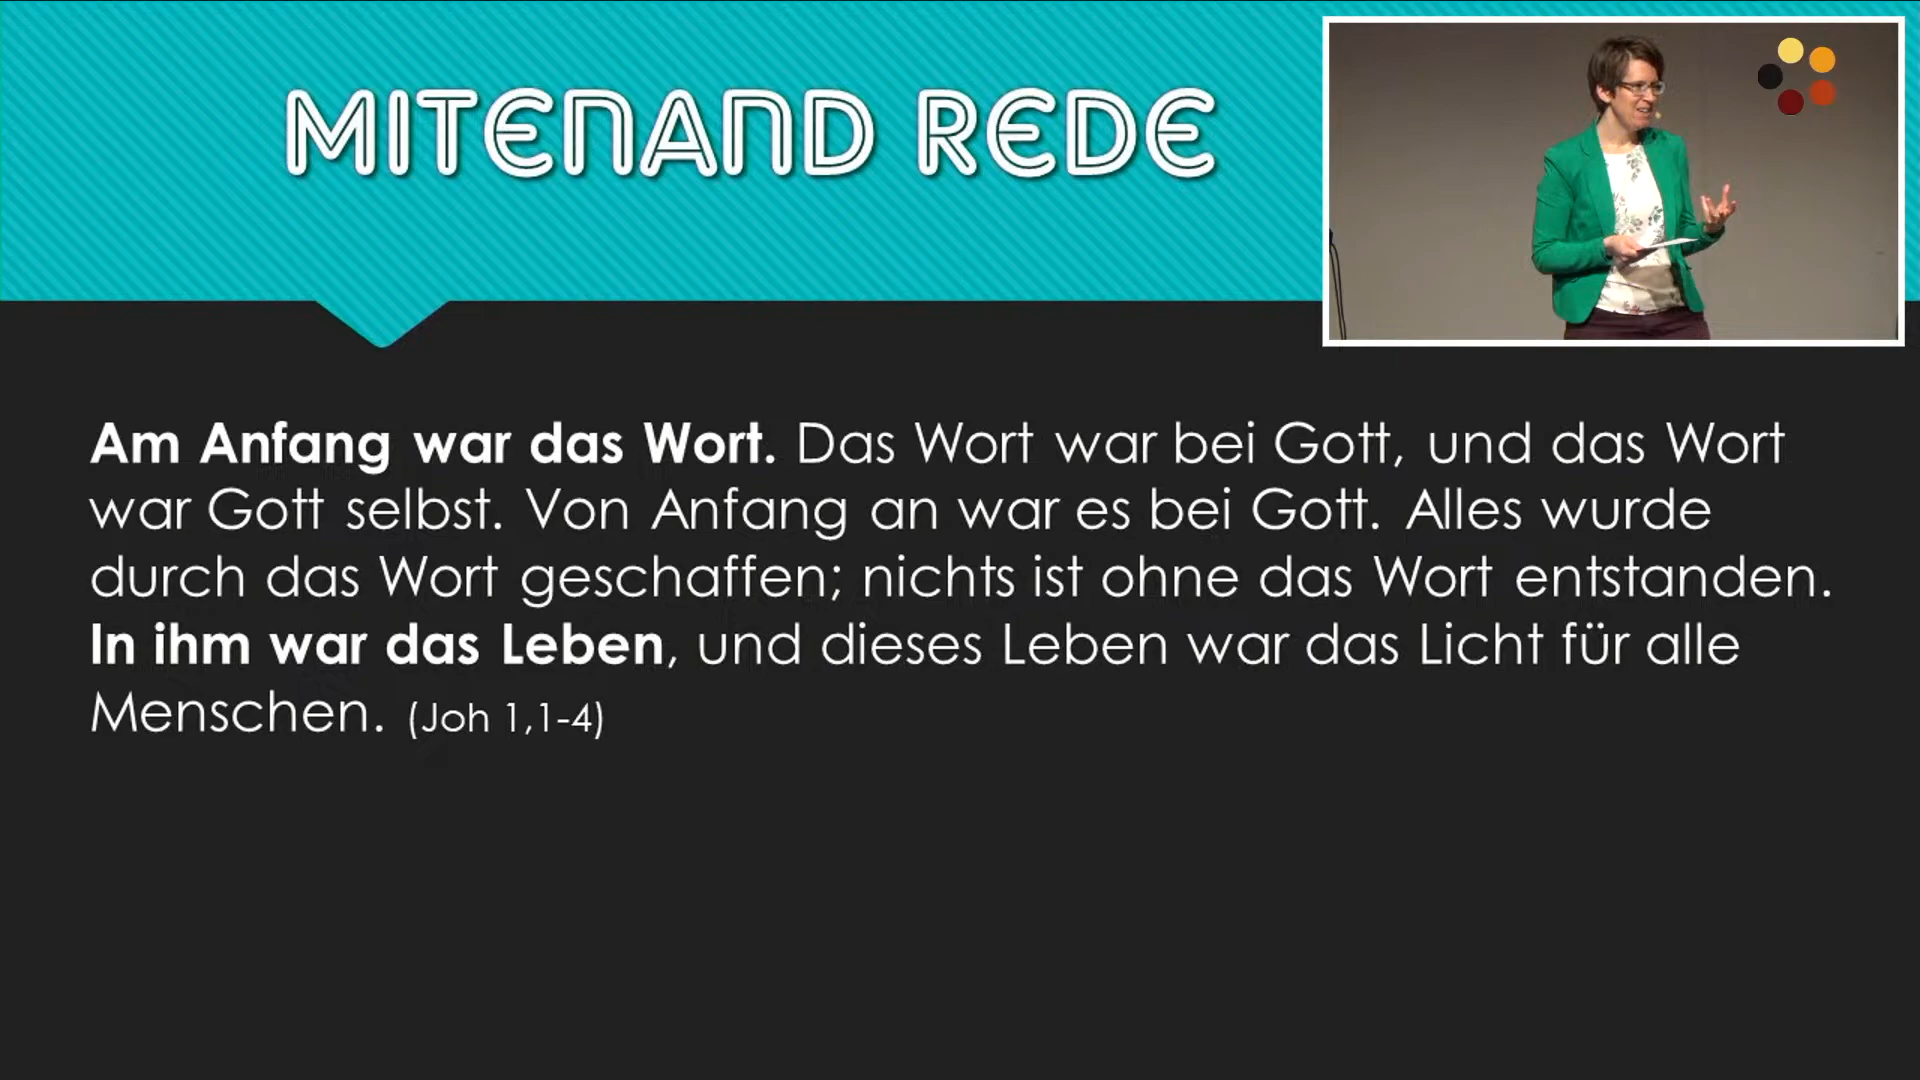 MITENAND REDE
Am Anfang war das Wort. Das Wort war bei Gott, und das Wort
war Gott selbst. Von Anfang an war es bei Gott. Alles wurde
durch das Wort geschaffen; nichts ist ohne das Wort entstanden.
In ihm war das Leben, und dieses Leben war das Licht für alle
Menschen. (Joh 1,1-4)